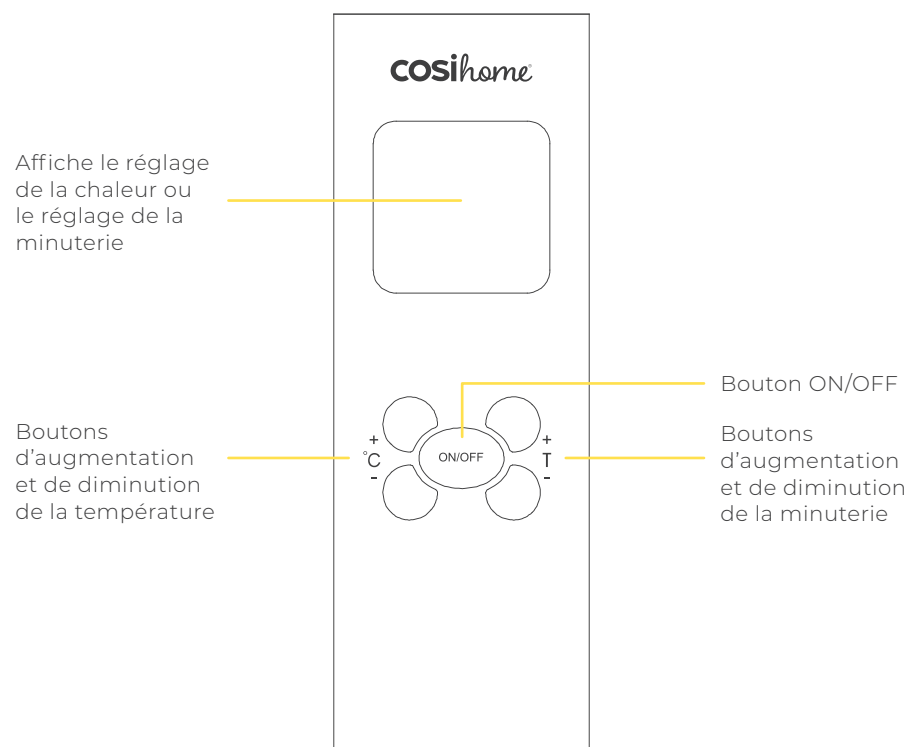 cosihome
Affiche le réglage
de la chaleur ou
le réglage de la
minuterie
Bouton ON/OFF
Boutons
d'augmentation
et de diminution
de la température
+
°C
-
ON/OFF
+
T
-
Boutons
d'augmentation
et de diminution
de la minuterie